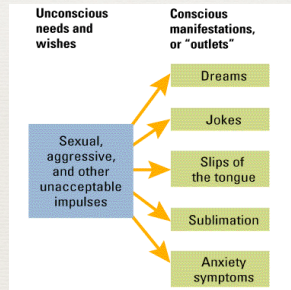 Unconscious
needs and
wishes
Conscious
manifestations,
or "outlets"
Sexual,
aggressive,
and other
unacceptable
impulses
Dreams
Jokes
Slips of
the tongue
Sublimation
Anxiety
symptoms